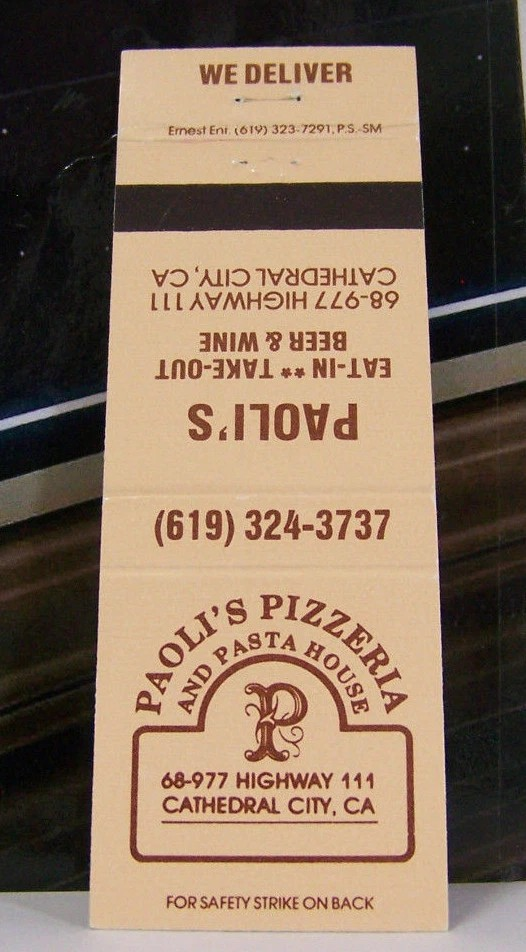 WE DELIVER
Ernest Ent. (619) 323-7291, P.S.-SM
PAOLI'S
EAT-IN ** TAKE-OUT
BEER & WINE
68-977 HIGHWAY 111
CATHEDRAL CITY, CA
(619) 324-3737
PAOLI'S PIZZERIA
AND PASTA HOUSE
P
68-977 HIGHWAY 111
CATHEDRAL CITY, CA
FOR SAFETY STRIKE ON BACK